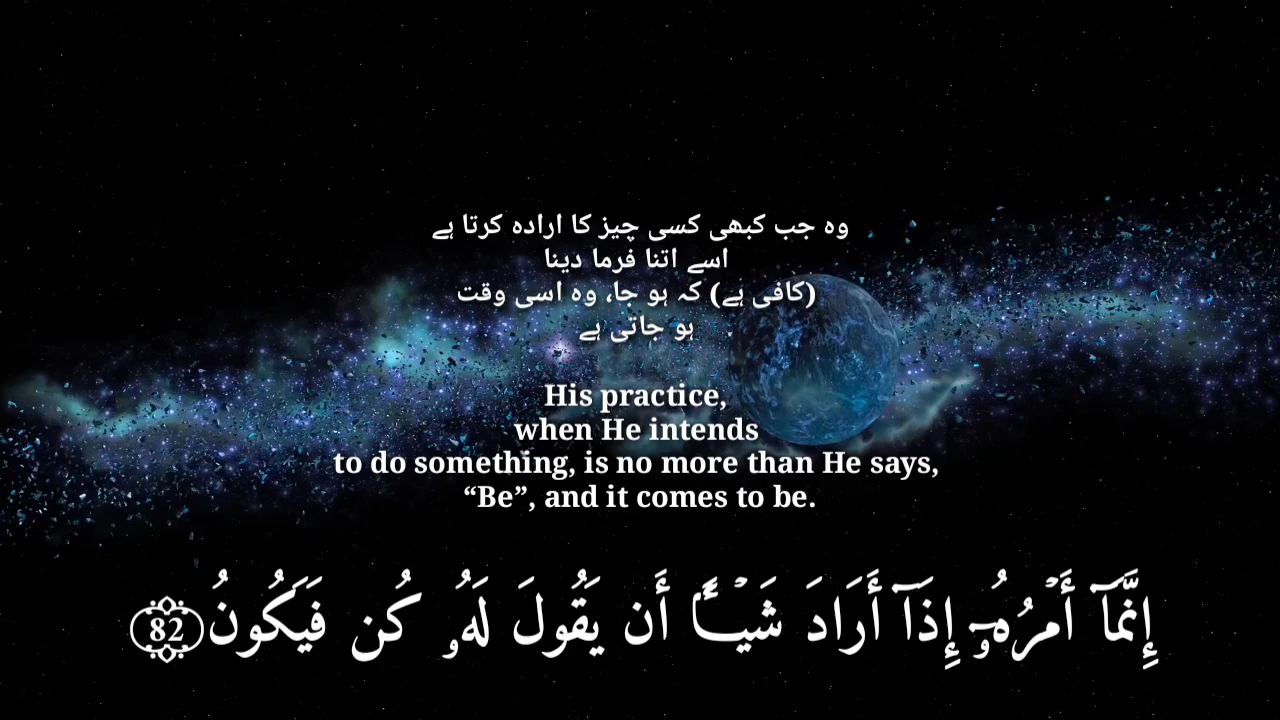 وہ جب کبھی کسی چیز کا ارادہ کرتا ہے
اسے اتنا فرما دینا
(کافی ہے) کہ ہو جا، وہ اسی وقت
ہو جاتی ہے
His practice,
when He intends
to do something, is no more than He says,
“Be”, and it comes to be.
إِنَّمَآ أَمۡرُهُۥٓ إِذَآ أَرَادَ شَيۡـًٔا أَن يَقُولَ لَهُۥ كُن فَيَكُونُ 82